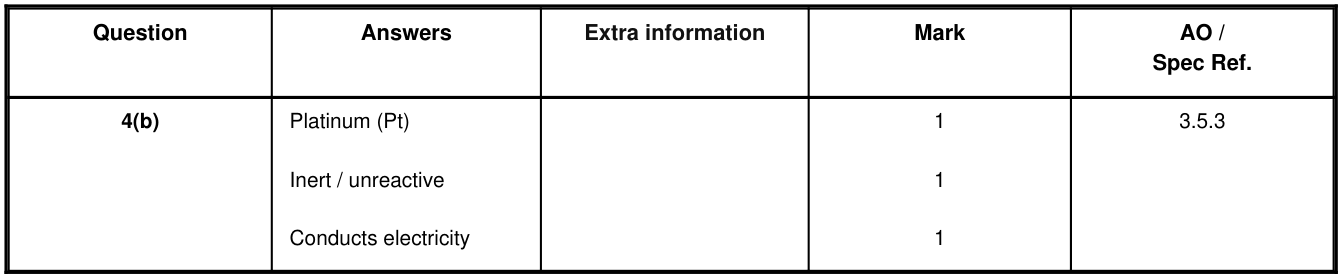 Question Answers Extra information Mark AO /
Spec Ref.
4(b) Platinum (Pt) 1 3.5.3
Inert / unreactive 1
Conducts electricity 1